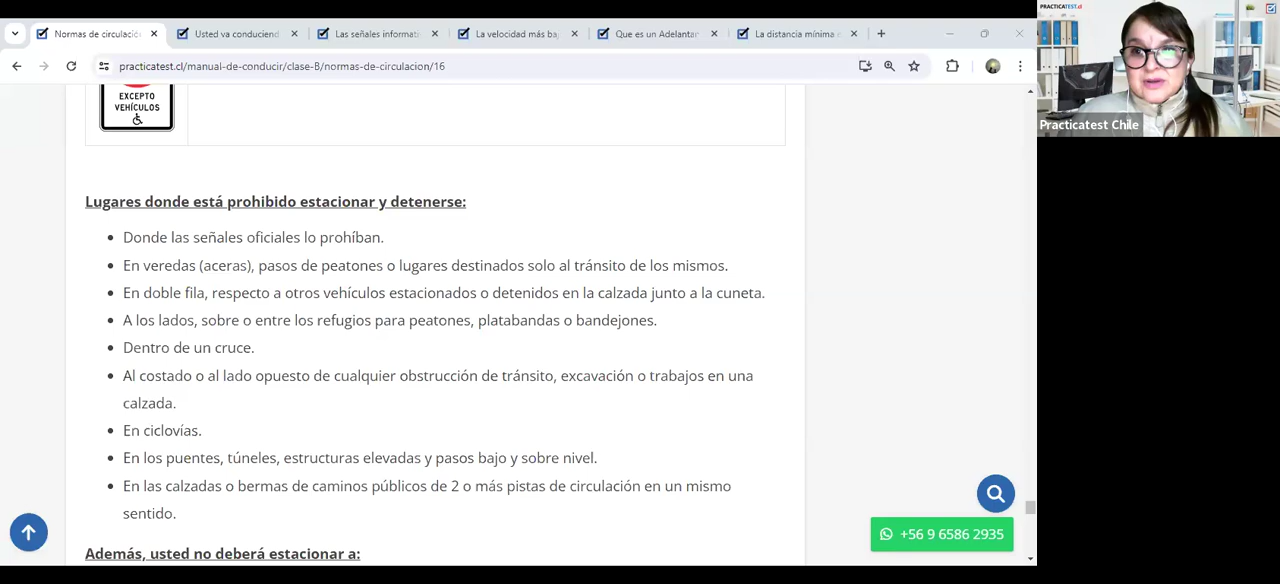 Normas de circulació
Usted va conduciend
Las señales informati
La velocidad más ba
Que es un Adelantar
La distancia mínima e
practicatest.cl/manual-de-conducir/clase-B/normas-de-circulacion/16
PRACTICATEST.cl
Practicatest Chile
EXCEPTO
VEHÍCULOS
Lugares donde está prohibido estacionar y detenerse:
Donde las señales oficiales lo prohíban.
En veredas (aceras), pasos de peatones o lugares destinados solo al tránsito de los mismos.
En doble fila, respecto a otros vehículos estacionados o detenidos en la calzada junto a la cuneta.
A los lados, sobre o entre los refugios para peatones, platabandas o bandejones.
Dentro de un cruce.
Al costado o al lado opuesto de cualquier obstrucción de tránsito, excavación o trabajos en una
calzada.
En ciclovías.
En los puentes, túneles, estructuras elevadas y pasos bajo y sobre nivel.
En las calzadas o bermas de caminos públicos de 2 o más pistas de circulación en un mismo
sentido.
+56 9 6586 2935
Además, usted no deberá estacionar a: